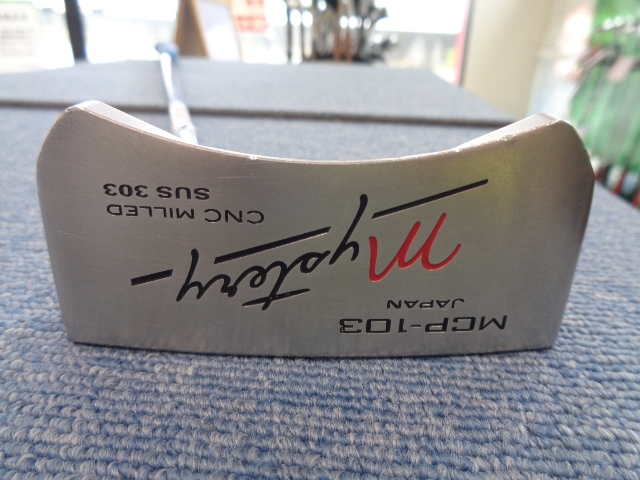 MCP-103
JAPAN
Mystery
CNC MILLED
SUS 303